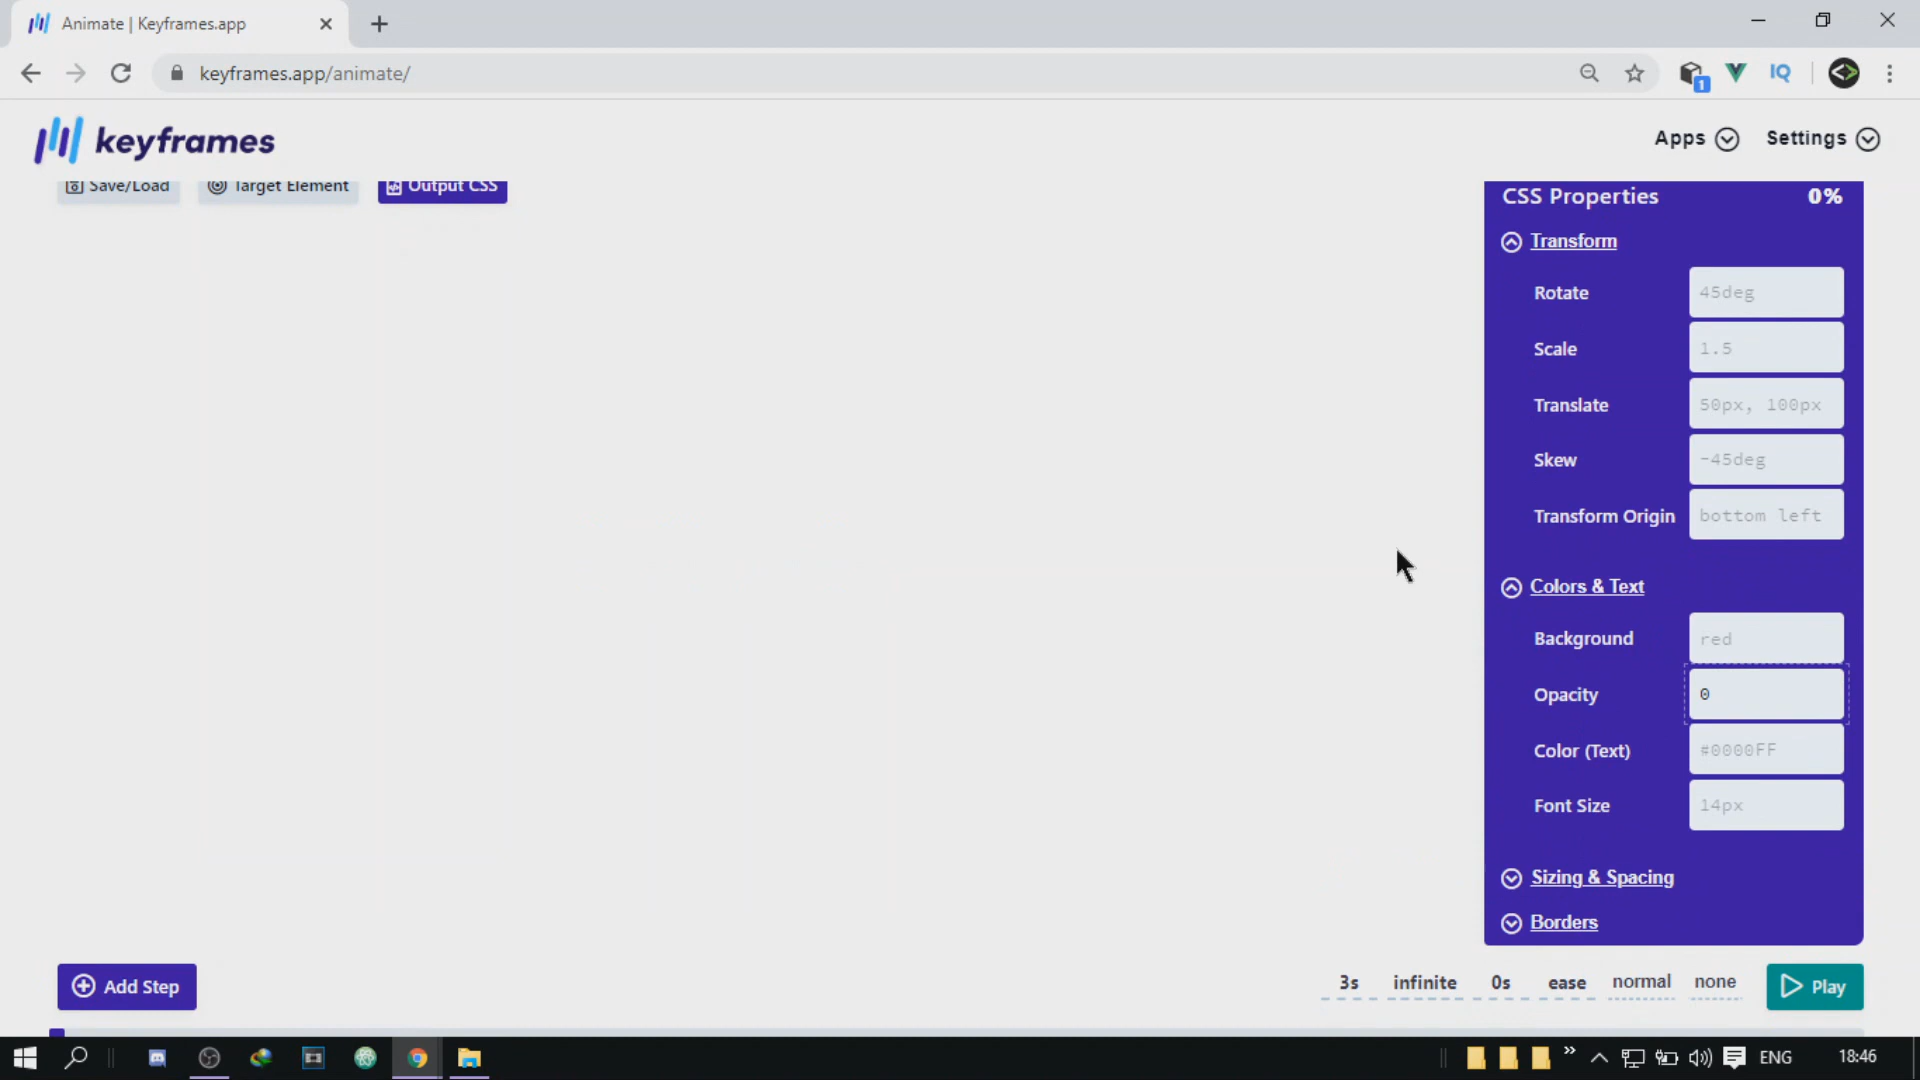 Animate | Keyframes.app
keyframes.app/animate/
1
IQ
keyframes
Apps
Settings
Save/Load
Target Element
Output CSS
CSS Properties 0%
Transform
Rotate 45deg
Scale 1.5
Translate 50px, 100px
Skew -45deg
Transform Origin bottom left
Colors & Text
Background red
Opacity 0
Color (Text) #0000FF
Font Size 14px
Sizing & Spacing
Borders
Add Step
3s infinite 0s ease normal none
Play
ENG
18:46